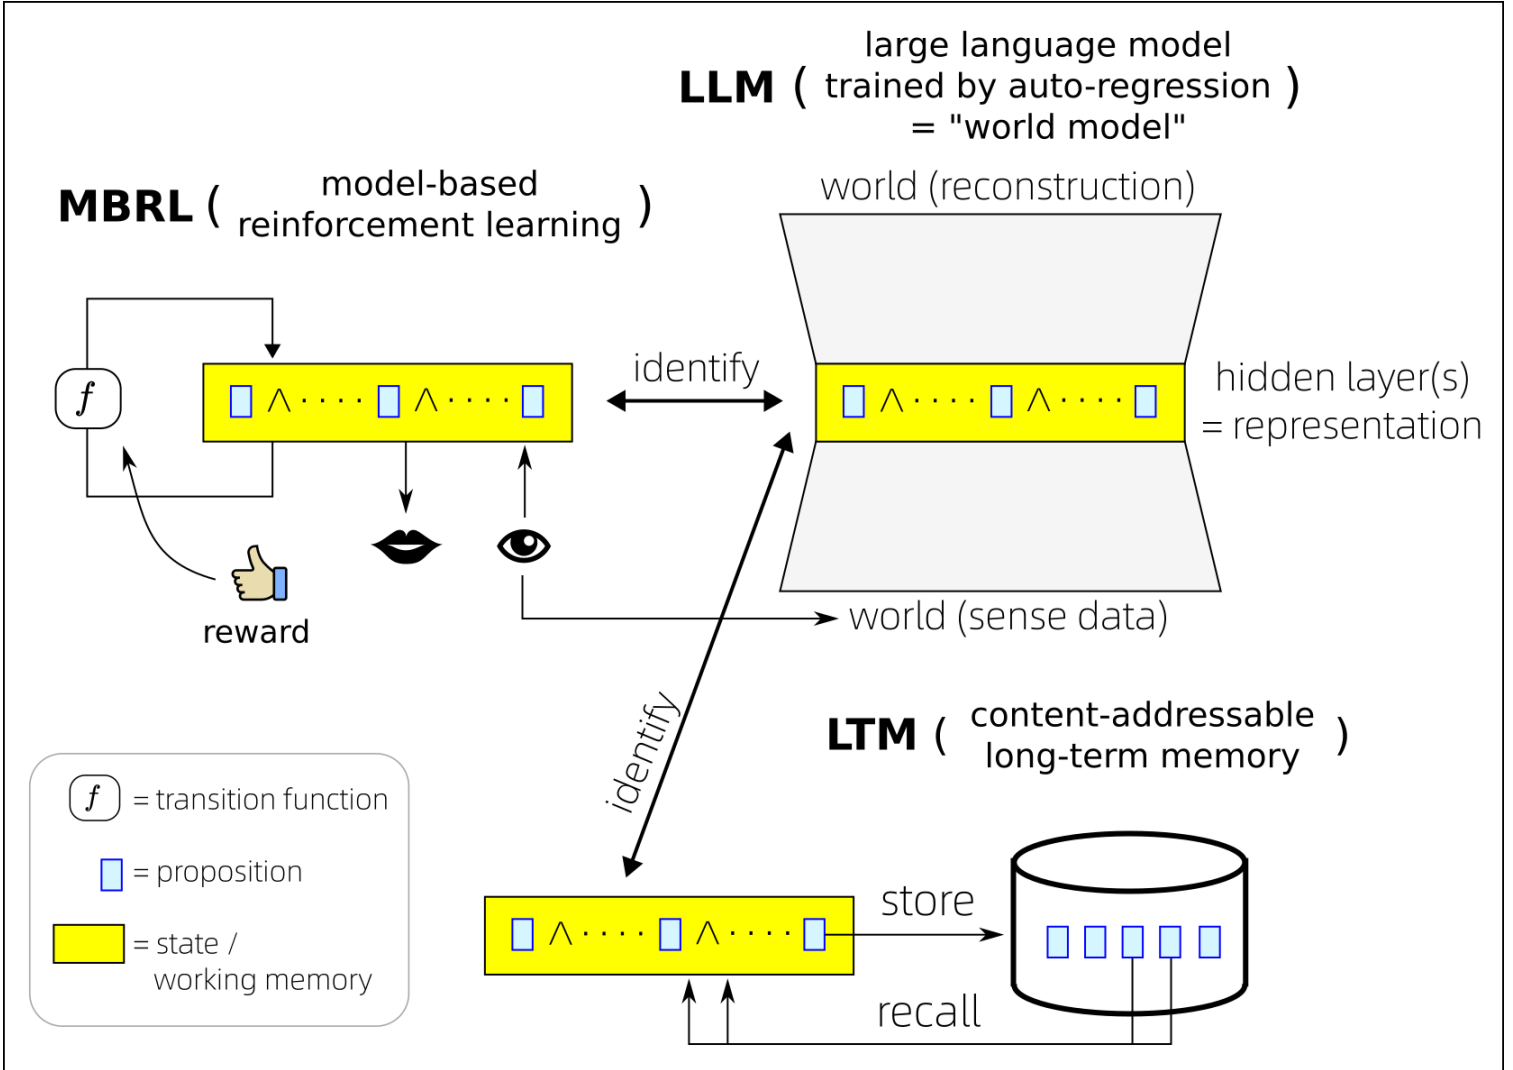 large language model
LLM ( trained by auto-regression )
= "world model"
world (reconstruction)
model-based
MBRL ( reinforcement learning )
identify
hidden layer(s)
= representation
f
∧ · · · · ∧ · · · ·
∧ · · · · ∧ · · · ·
reward
world (sense data)
identify
content-addressable
LTM ( long-term memory )
f = transition function
= proposition
= state /
working memory
∧ · · · · ∧ · · · ·
store
recall